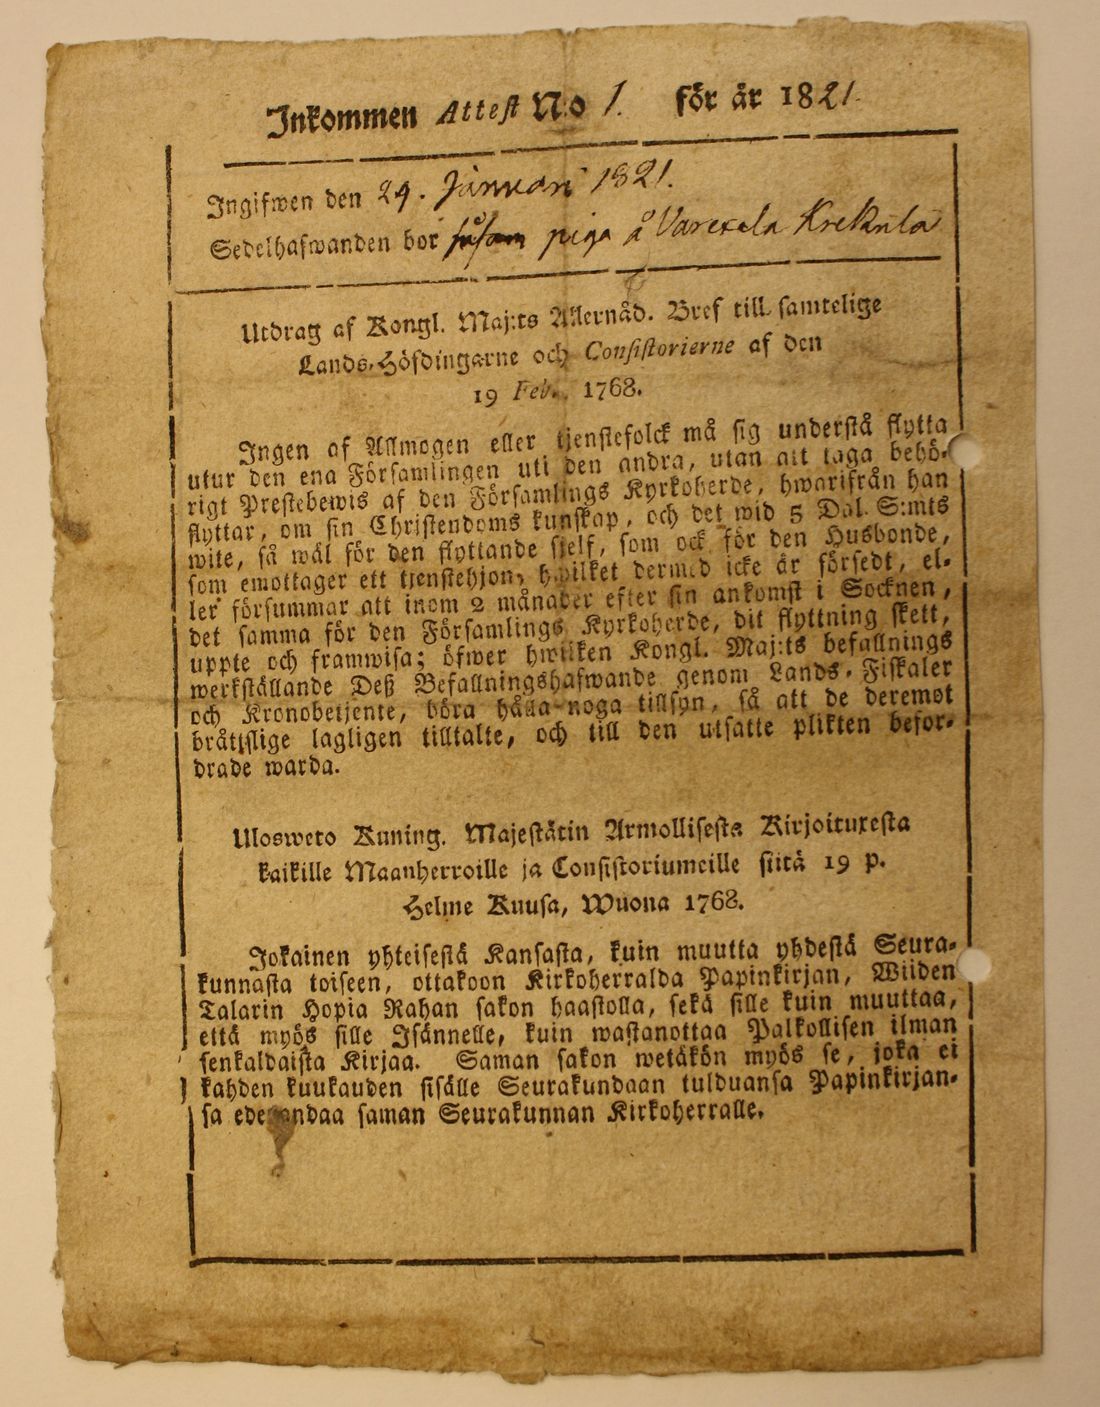 Inkommen Attest N:o 1. för år 1821.
Ingifwen den 29. Januari 1821.
Sedelhafwanden bor såsom piga å Varexela Krekula
Utdrag af Kongl. Maj:ts Allernåd. Bref till samtelige
Lands-Höfdingarne och Consistorierne af den
19 Feb. 1768.
Ingen af Allmogen eller tjenstefolck må sig understå flytta
utur den ena Församlingen uti den andra, utan att taga behö-
rigt Prestebewis af den Församlings Kyrkoherde, hwarifrån han
flyttar, om sin Christendoms kunskap, och det wid 5 Dal. S:mts
wite, så wäl för den flyttande sjelf, som ock för den Husbonde,
som emottager ett tjenstehjon, hwilket dermed icke är försedt, el-
ler försummar att inom 2 månader efter sin ankomst i Socknen,
det samma för den Församlings Kyrkoherde, dit flyttning skett,
uppte och framwisa; öfwer hwilken Kongl. Maj:ts befallnings
werkställande Deß Befallningshafwande genom Lands-Fiskaler
och Kronobetjente, böra hålla noga tillsyn, så att de deremot
bråttslige lagligen tilltalte, och till den utsatte plikten befor-
drade warda.
Ulosweto Kuning. Majestätin Armollisesta Kirjoituxesta
kaikille Maanherroille ja Consistoriumeille siitä 19 p.
Helme Kuusa, Wuona 1768.
Jokainen yhteisestä Kansasta, kuin muutta yhdestä Seura-
kunnasta toiseen, ottakoon Kirkoherralda Papinkirjan, Wiiden
Talarin Hopia Rahan sakon haastolla, sekä sille kuin muuttaa,
että myös sille Isännelle, kuin wastanottaa Palkollisen ilman
senkaldaista Kirjaa. Saman sakon wetäkön myös se, joka ei
kahden kuukauden sisälle Seurakundaan tulduansa Papinkirjan-
sa edesandaa saman Seurakunnan Kirkoherralle.